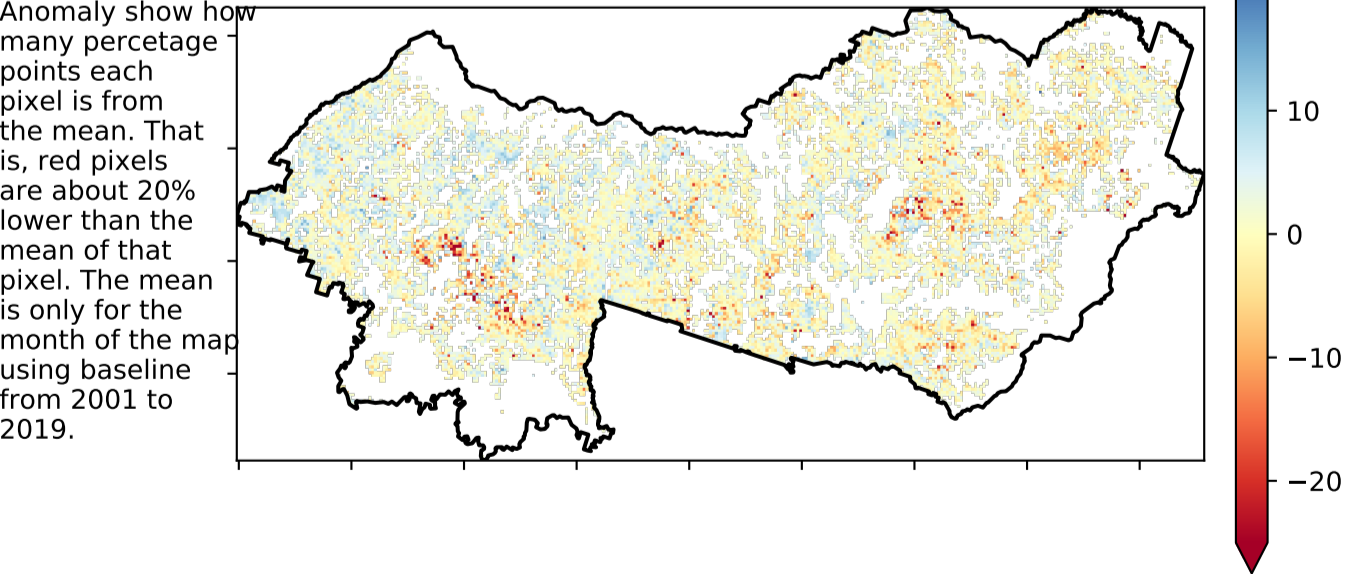 Anomaly show how
many percetage
points each
pixel is from
the mean. That
is, red pixels
are about 20%
lower than the
mean of that
pixel. The mean
is only for the
month of the map
using baseline
from 2001 to
2019.
10
0
−10
−20